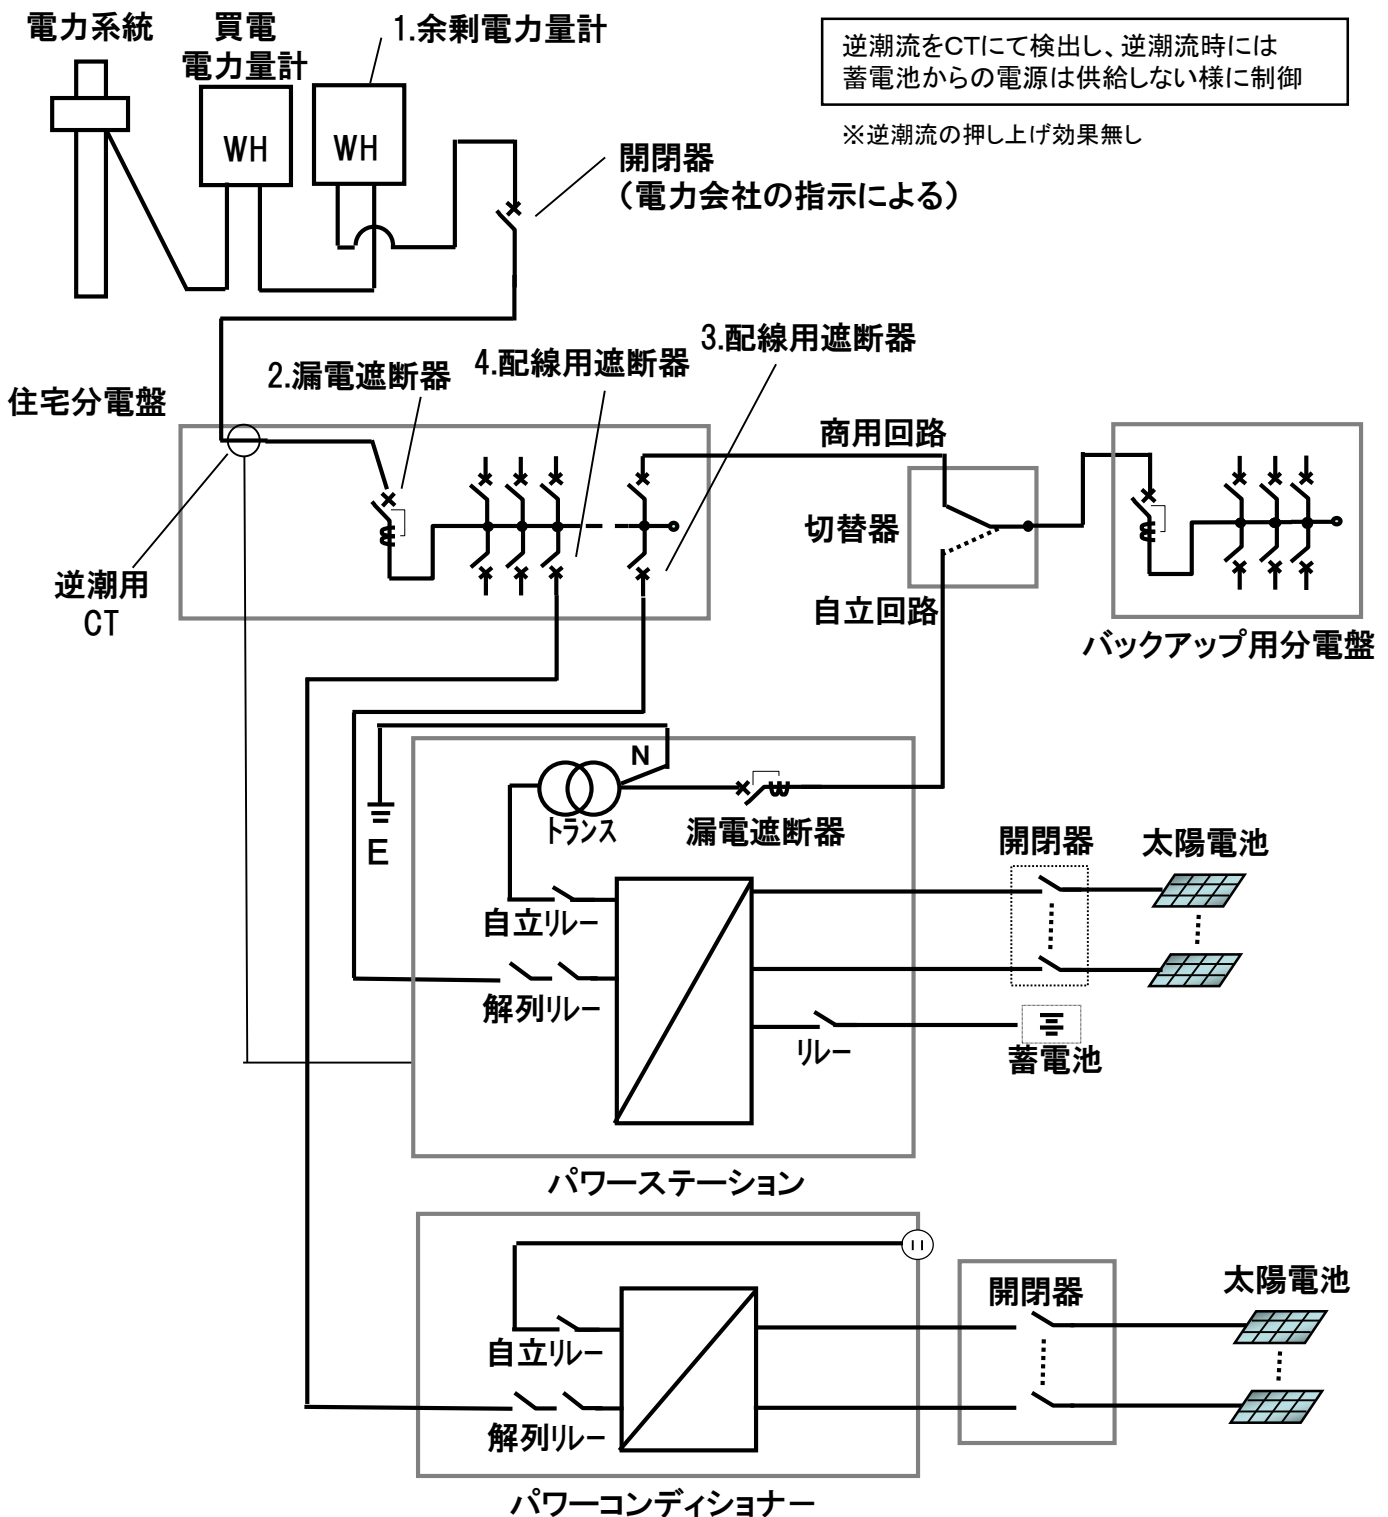 電力系統
買電
電力量計
1.余剰電力量計
逆潮流をCTにて検出し、逆潮流時には
蓄電池からの電源は供給しない様に制御
※逆潮流の押し上げ効果無し
WH
WH
開閉器
(電力会社の指示による)
住宅分電盤
2.漏電遮断器
4.配線用遮断器
3.配線用遮断器
商用回路
切替器
自立回路
バックアップ用分電盤
逆潮用
CT
N
E
トランス
漏電遮断器
開閉器
太陽電池
自立リレー
解列リレー
リレー
蓄電池
パワーステーション
開閉器
太陽電池
自立リレー
解列リレー
パワーコンディショナー